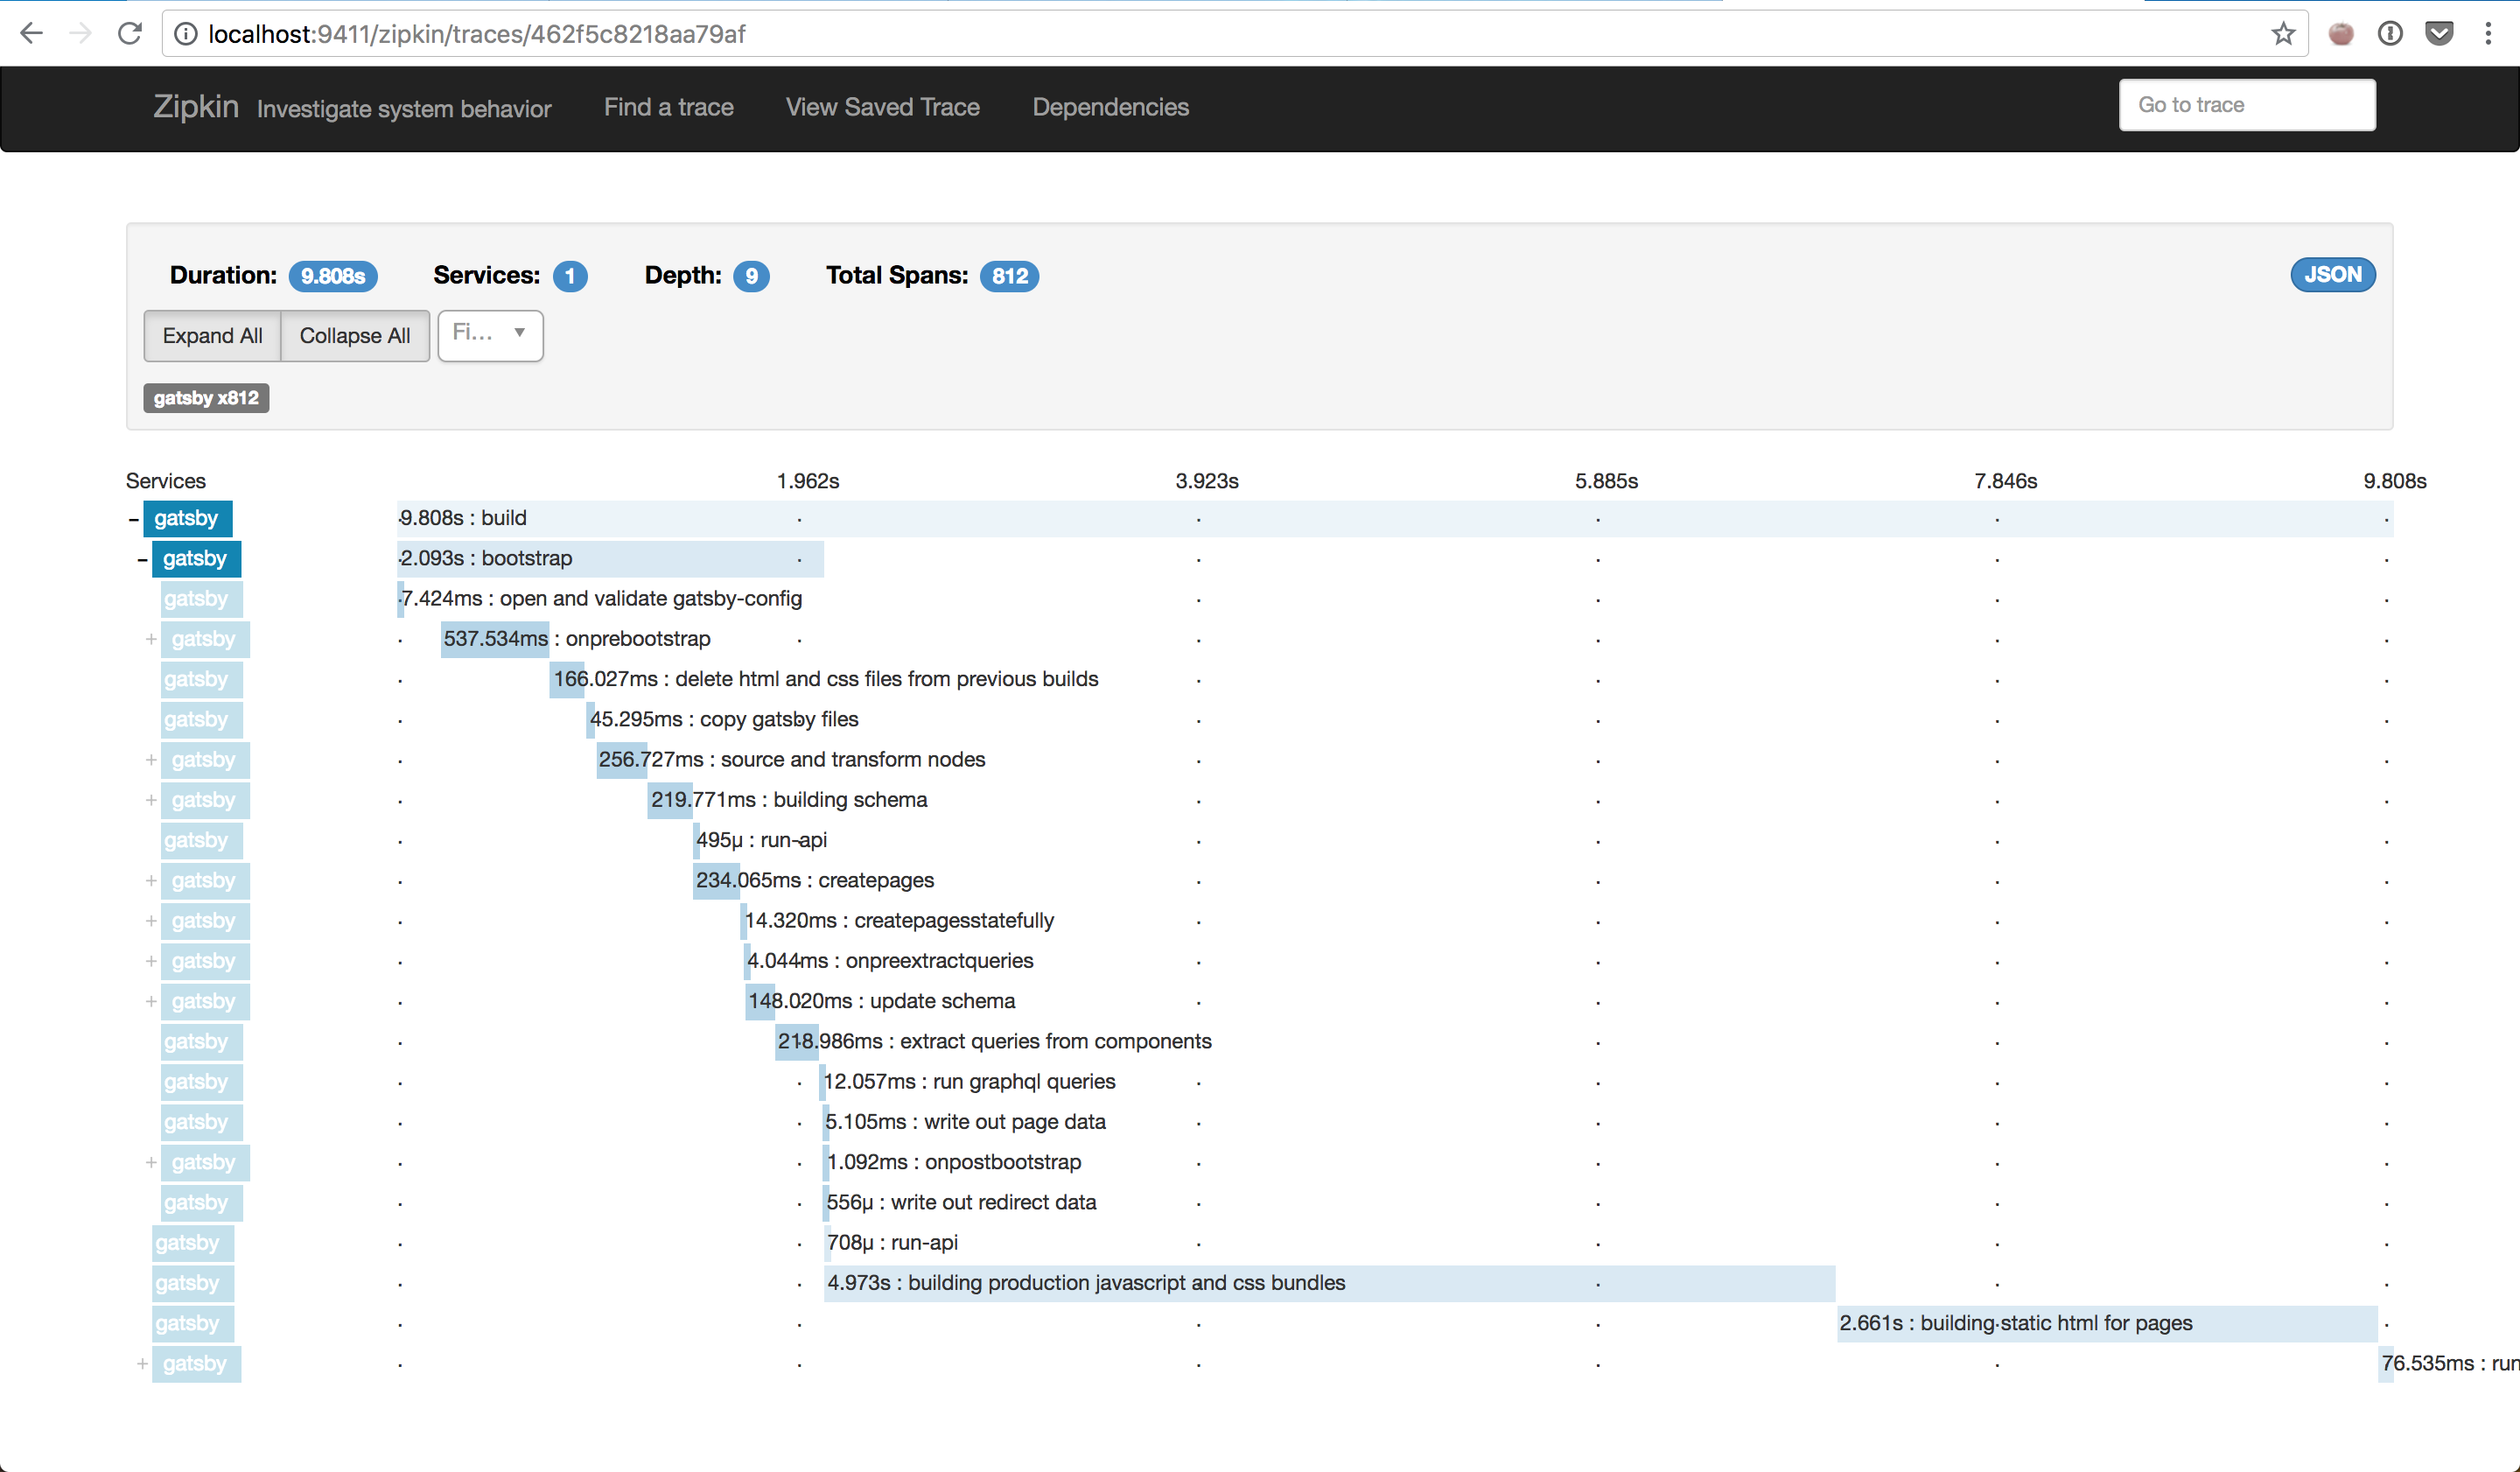 localhost:9411/zipkin/traces/462f5c8218aa79af
Zipkin Investigate system behavior Find a trace View Saved Trace Dependencies Go to trace
Duration: 9.808s Services: 1 Depth: 9 Total Spans: 812 JSON
Expand All Collapse All Fi...
gatsby x812
Services 1.962s 3.923s 5.885s 7.846s 9.808s
- gatsby 9.808s : build
- gatsby 2.093s : bootstrap
gatsby 7.424ms : open and validate gatsby-config
+ gatsby 537.534ms : onprebootstrap
gatsby 166.027ms : delete html and css files from previous builds
gatsby 45.295ms : copy gatsby files
+ gatsby 256.727ms : source and transform nodes
+ gatsby 219.771ms : building schema
gatsby 495μ : run-api
+ gatsby 234.065ms : createpages
+ gatsby 14.320ms : createpagesstatefully
+ gatsby 4.044ms : onpreextractqueries
+ gatsby 148.020ms : update schema
gatsby 218.986ms : extract queries from components
gatsby 12.057ms : run graphql queries
gatsby 5.105ms : write out page data
+ gatsby 1.092ms : onpostbootstrap
gatsby 556μ : write out redirect data
gatsby 708μ : run-api
gatsby 4.973s : building production javascript and css bundles
gatsby 2.661s : building static html for pages
+ gatsby 76.535ms : run